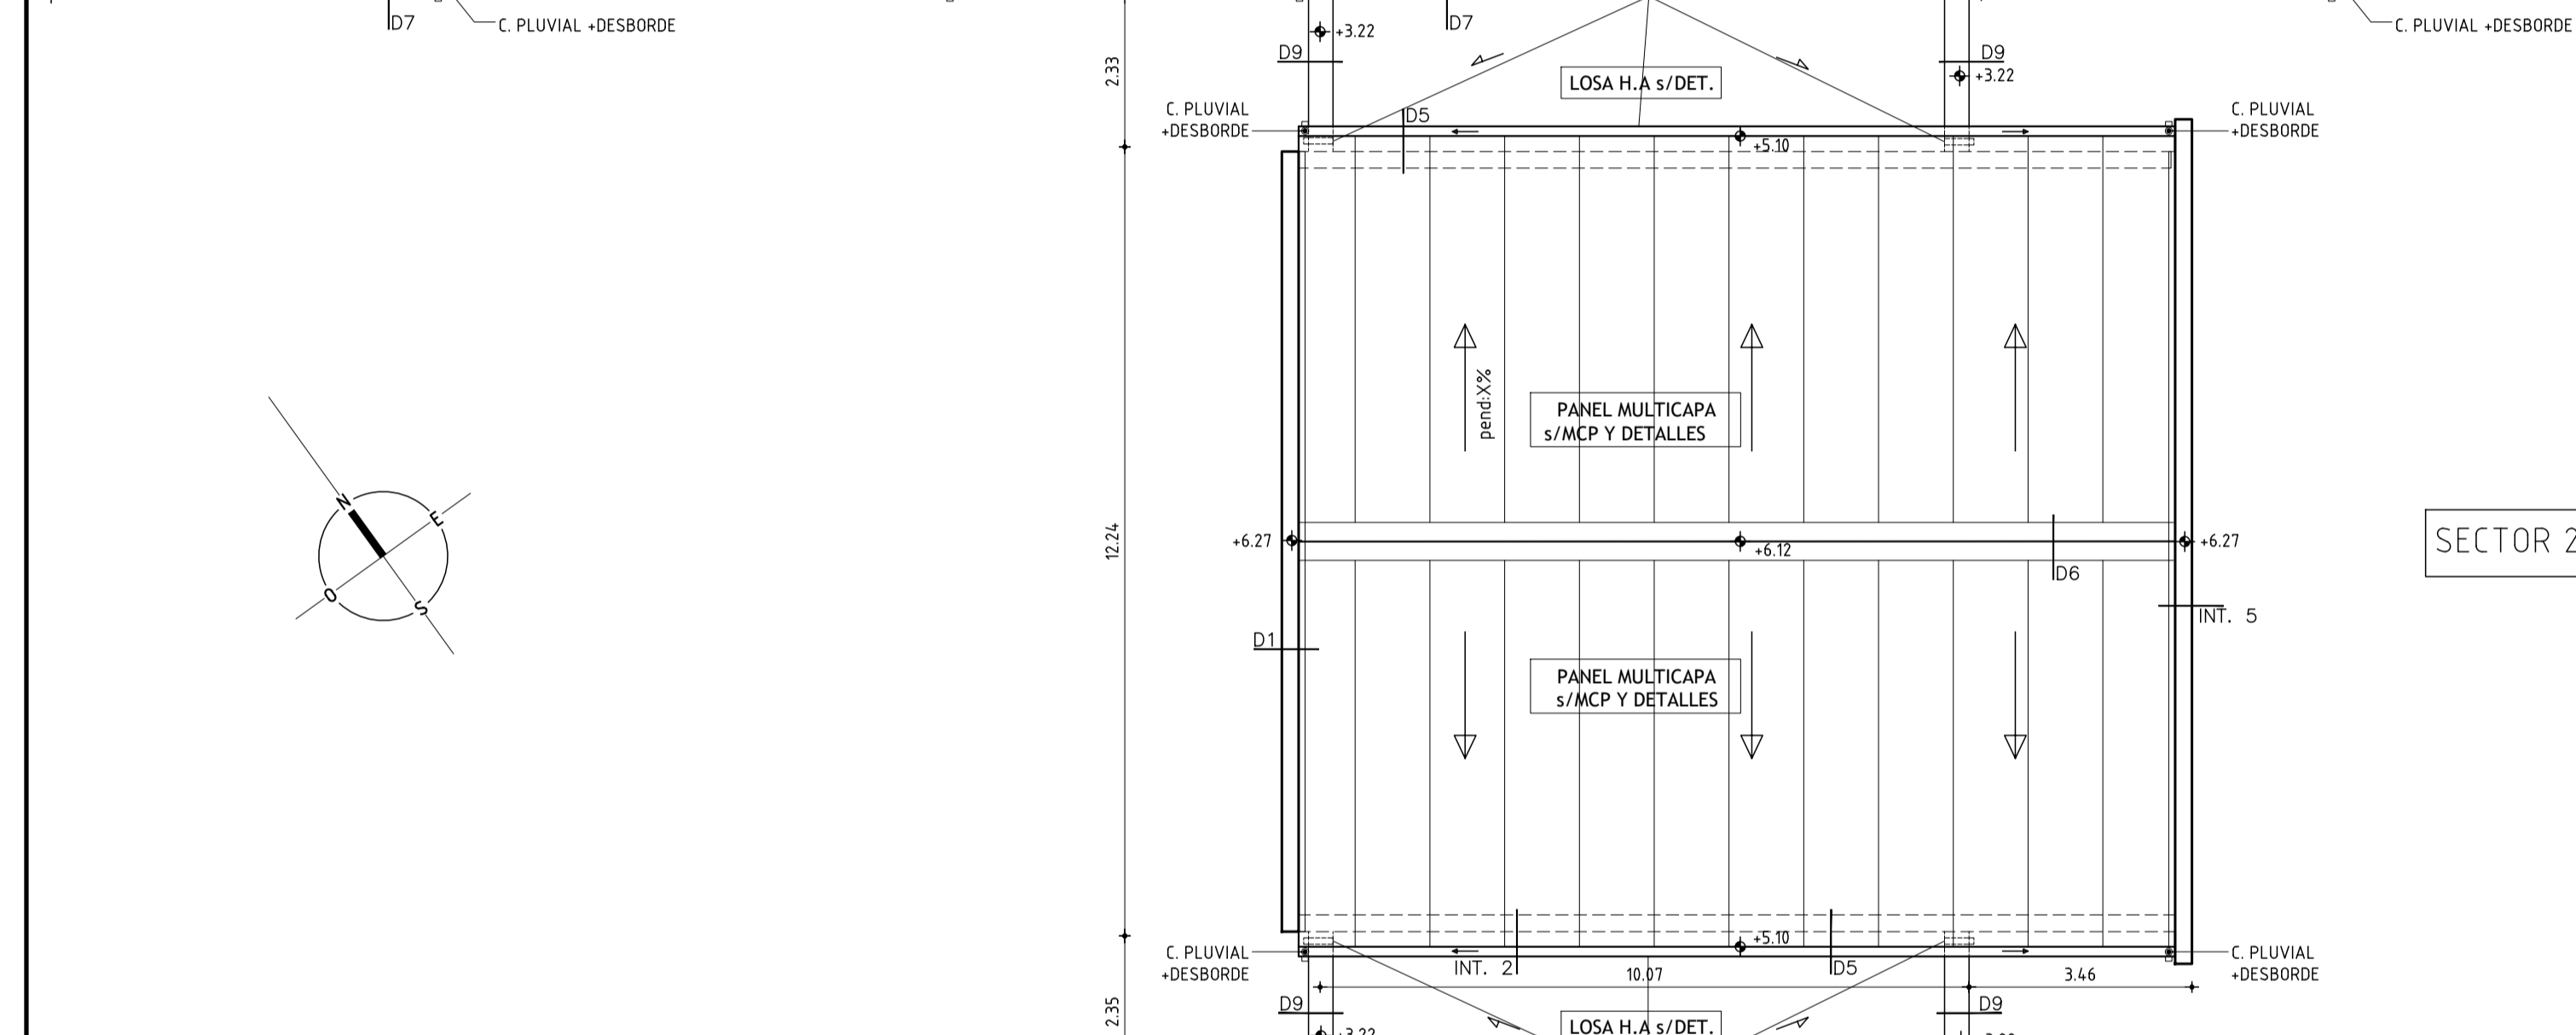 D7
C. PLUVIAL +DESBORDE
D7
C. PLUVIAL +DESBORDE
+3.22
D9
D9
+3.22
2.33
LOSA H.A s/DET.
C. PLUVIAL
+DESBORDE
D5
C. PLUVIAL
+DESBORDE
+5.10
pend:X%
PANEL MULTICAPA
s/MCP Y DETALLES
N
E
O
S
12.24
+6.27
+6.12
+6.27
SECTOR 2
D6
INT. 5
D1
PANEL MULTICAPA
s/MCP Y DETALLES
+5.10
C. PLUVIAL
+DESBORDE
INT. 2
D5
C. PLUVIAL
+DESBORDE
10.07
3.46
2.35
D9
D9
LOSA H.A s/DET.
+3.22